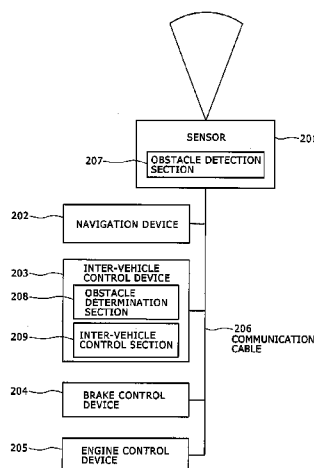 SENSOR
201
207
OBSTACLE DETECTION
SECTION
202
NAVIGATION DEVICE
203
INTER-VEHICLE
CONTROL DEVICE
208
OBSTACLE
DETERMINATION
SECTION
209
INTER-VEHICLE
CONTROL SECTION
206
COMMUNICATION
CABLE
204
BRAKE CONTROL
DEVICE
205
ENGINE CONTROL
DEVICE